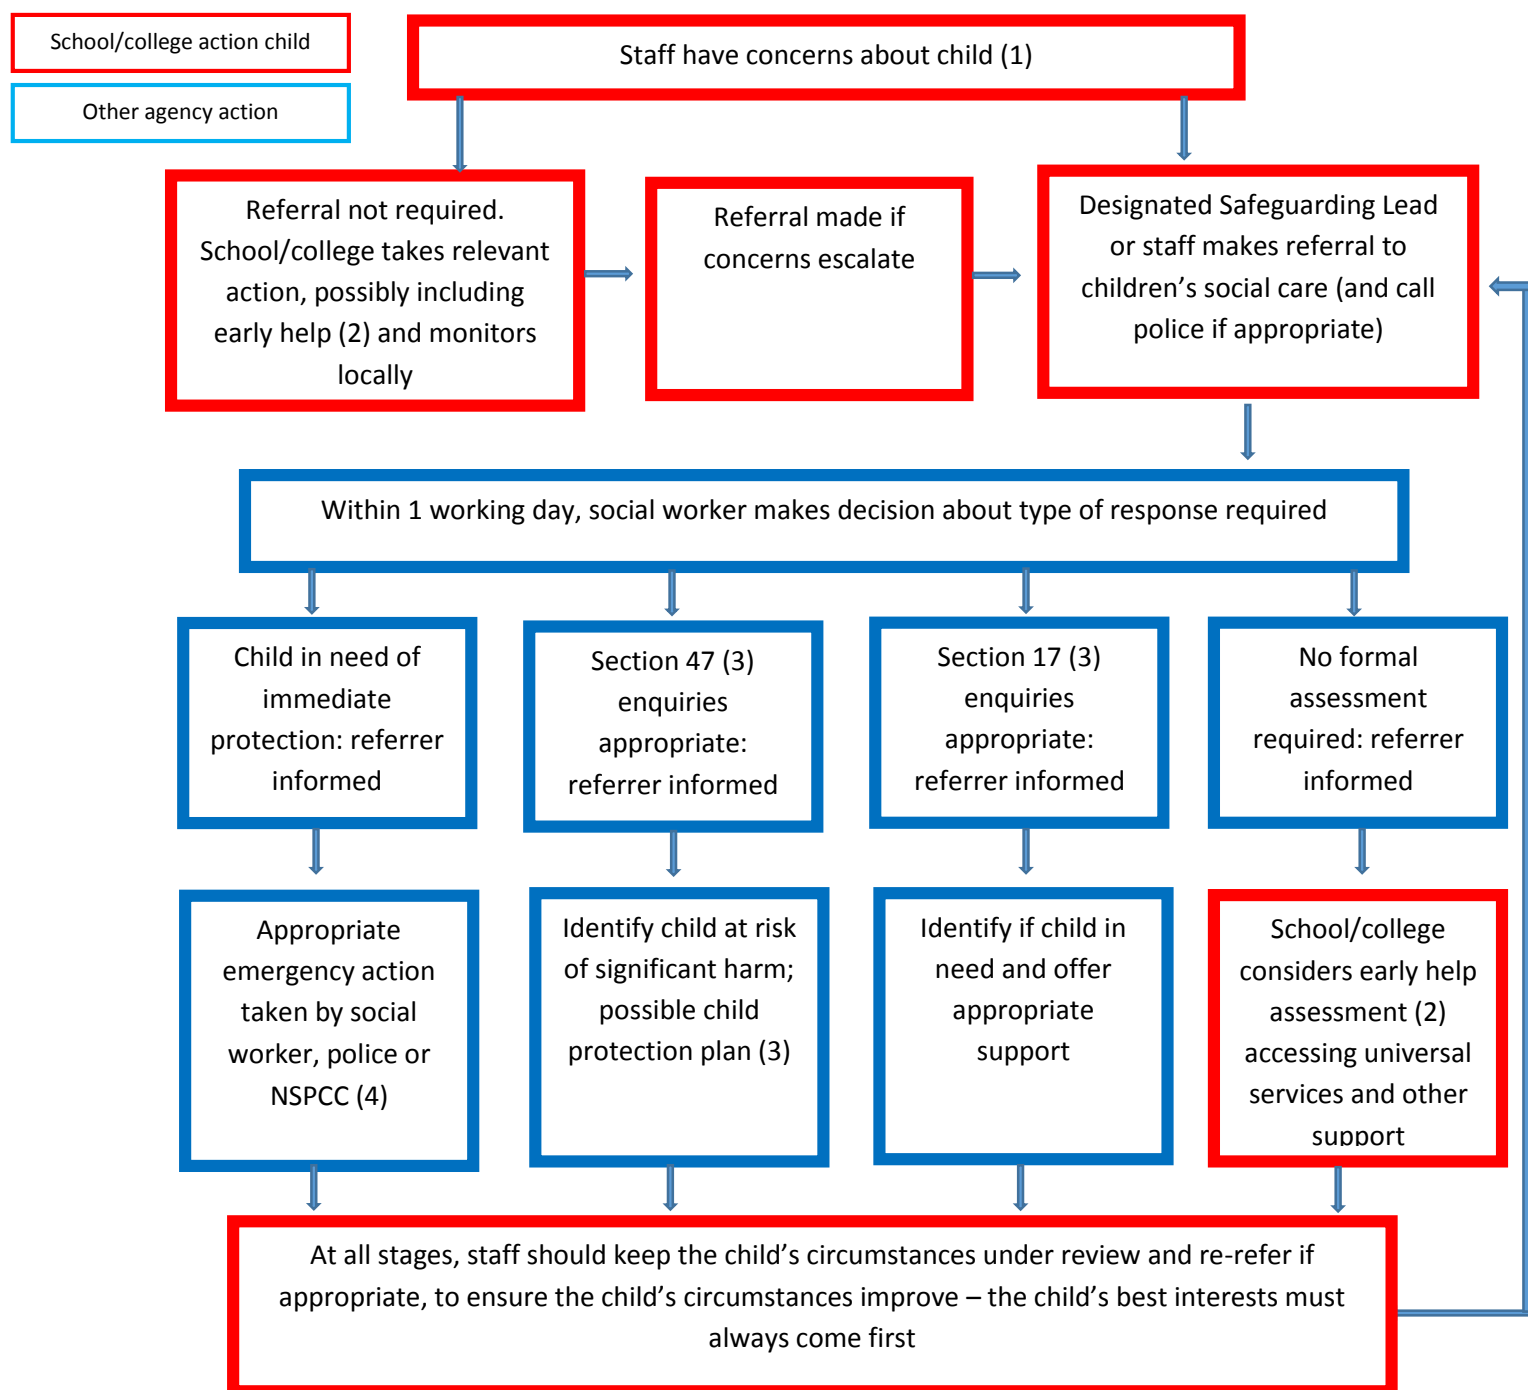 School/college action child
Other agency action
Staff have concerns about child (1)
Referral not required.
School/college takes relevant
action, possibly including
early help (2) and monitors
locally
Referral made if
concerns escalate
Designated Safeguarding Lead
or staff makes referral to
children’s social care (and call
police if appropriate)
Within 1 working day, social worker makes decision about type of response required
Child in need of
immediate
protection: referrer
informed
Section 47 (3)
enquiries
appropriate:
referrer informed
Section 17 (3)
enquiries
appropriate:
referrer informed
No formal
assessment
required: referrer
informed
Appropriate
emergency action
taken by social
worker, police or
NSPCC (4)
Identify child at risk
of significant harm;
possible child
protection plan (3)
Identify if child in
need and offer
appropriate
support
School/college
considers early help
assessment (2)
accessing universal
services and other
support
At all stages, staff should keep the child’s circumstances under review and re-refer if
appropriate, to ensure the child’s circumstances improve – the child’s best interests must
always come first